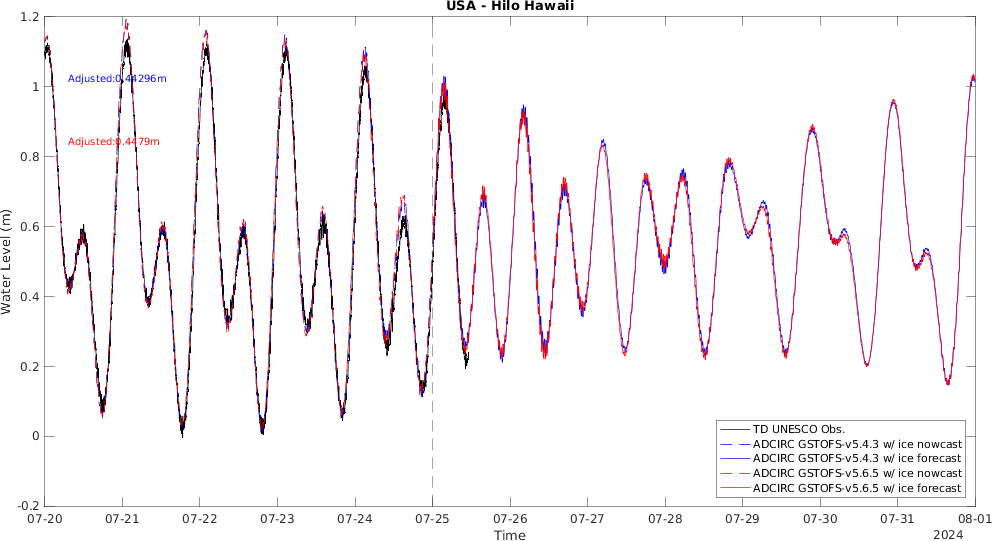 USA - Hilo Hawaii
1.2
1
0.8
0.6
0.4
0.2
0
-0.2
Water Level (m)
Adjusted:0.44296m
Adjusted:0.4479m
TD UNESCO Obs.
ADCIRC GSTOFS-v5.4.3 w/ ice nowcast
ADCIRC GSTOFS-v5.4.3 w/ ice forecast
ADCIRC GSTOFS-v5.6.5 w/ ice nowcast
ADCIRC GSTOFS-v5.6.5 w/ ice forecast
07-20 07-21 07-22 07-23 07-24 07-25 07-26 07-27 07-28 07-29 07-30 07-31 08-01
Time
2024